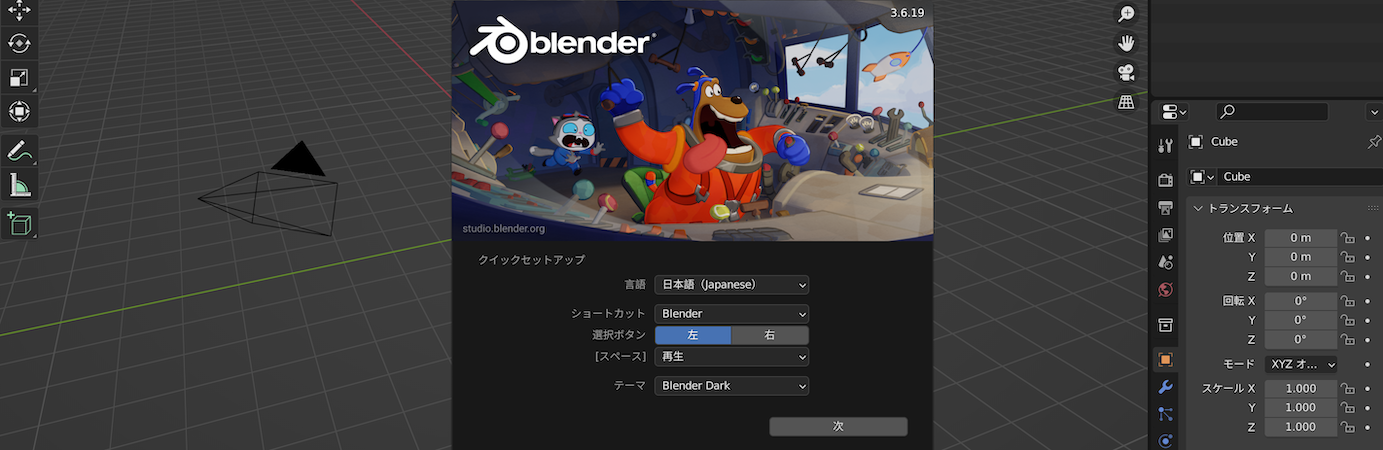 blender
3.6.19
studio.blender.org
クイックセットアップ
言語 日本語（Japanese）
ショートカット Blender
選択ボタン 左 右
[スペース] 再生
テーマ Blender Dark
次
Cube
Cube
トランスフォーム
位置 X 0 m
Y 0 m
Z 0 m
回転 X 0°
Y 0°
Z 0°
モード XYZ オ...
スケール X 1.000
Y 1.000
Z 1.000